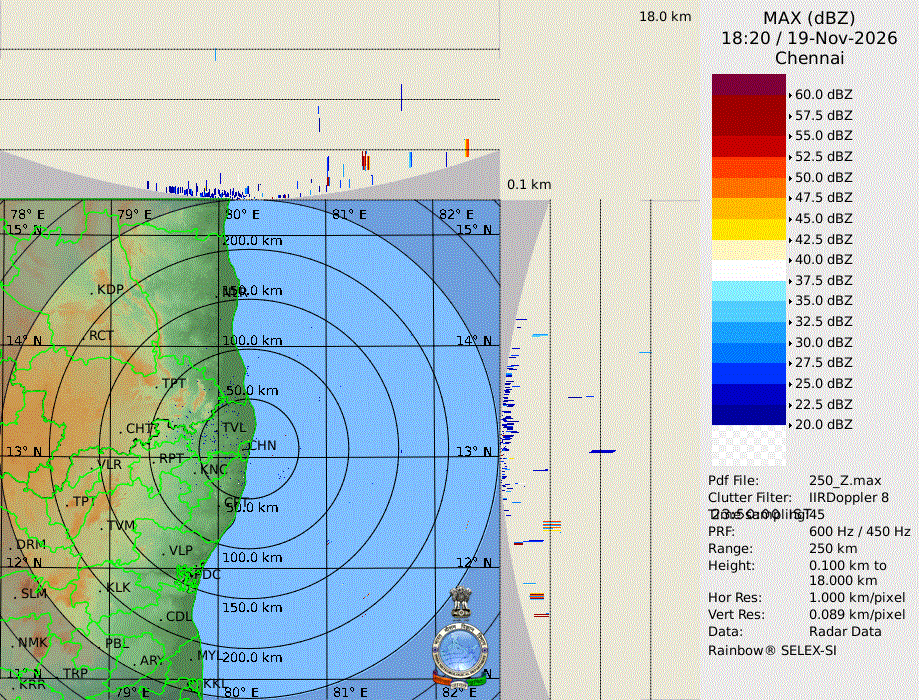 18.0 km
MAX (dBZ)
18:20 / 19-Nov-2026
Chennai
60.0 dBZ
57.5 dBZ
55.0 dBZ
52.5 dBZ
50.0 dBZ
47.5 dBZ
45.0 dBZ
42.5 dBZ
40.0 dBZ
37.5 dBZ
35.0 dBZ
32.5 dBZ
30.0 dBZ
27.5 dBZ
25.0 dBZ
22.5 dBZ
20.0 dBZ
0.1 km
78° E 79° E 80° E 81° E 82° E
15° N 15° N
200.0 km
KDP
150.0 km
RCT
14° N 100.0 km 14° N
TPT
50.0 km
CHT TVL
CHN
13° N 13° N
VLR RPT
KNC
TPT
50.0 km
TVM
DRM VLP
100.0 km
12° N 12° N
PDC
SLM KLK
150.0 km
CDL
NMK PBL
ARY MYL 200.0 km
11° N TRP 11° N
KRR KKL
79° E 80° E 81° E 82° E
Pdf File: 250_Z.max
Clutter Filter: IIRDoppler 8
Time sampling: 45
PRF: 600 Hz / 450 Hz
Range: 250 km
Height: 0.100 km to
18.000 km
Hor Res: 1.000 km/pixel
Vert Res: 0.089 km/pixel
Data: Radar Data
Rainbow® SELEX-SI